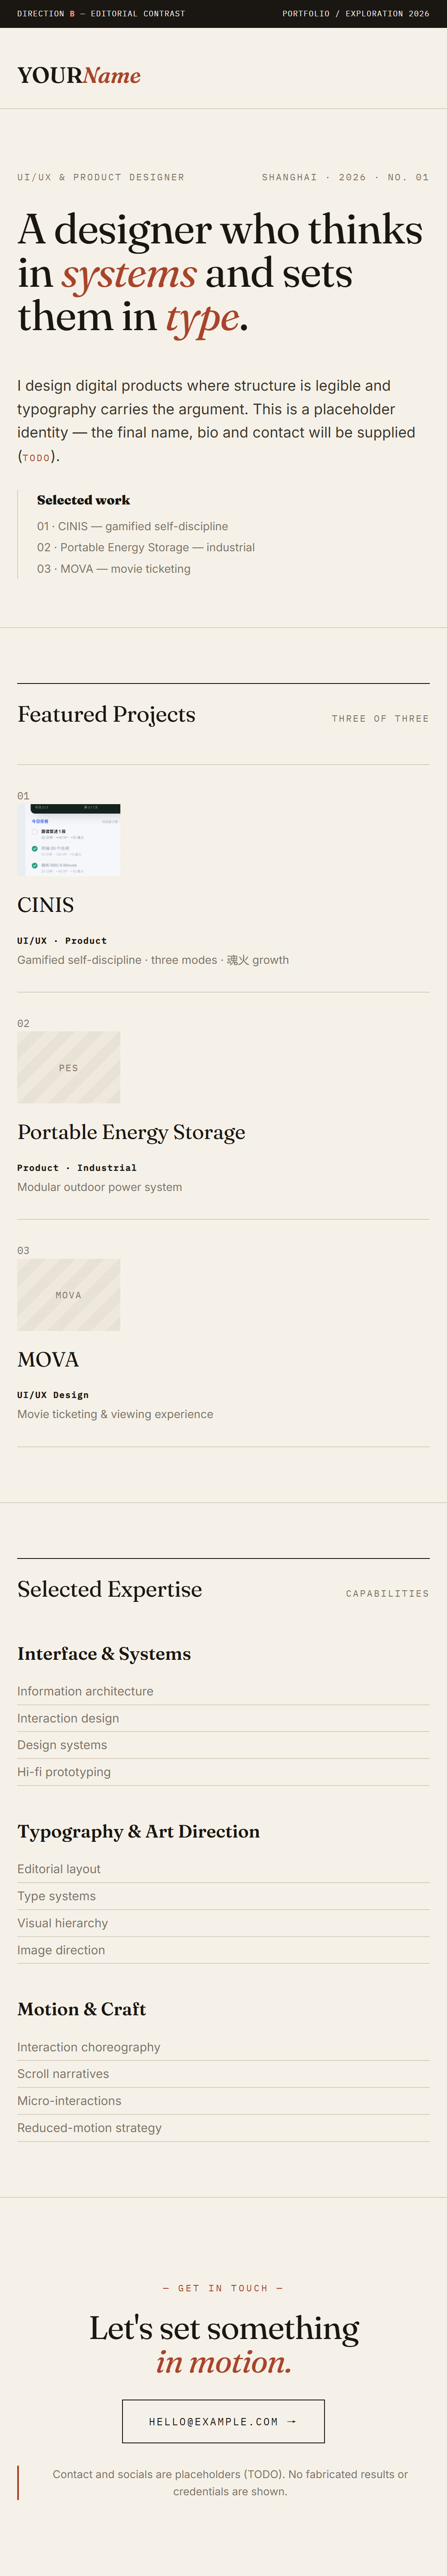 DIRECTION B — EDITORIAL CONTRAST
PORTFOLIO / EXPLORATION 2026
YOURName
UI/UX & PRODUCT DESIGNER
SHANGHAI · 2026 · NO. 01
A designer who thinks
in systems and sets
them in type.
I design digital products where structure is legible and
typography carries the argument. This is a placeholder
identity — the final name, bio and contact will be supplied
(TODO).
Selected work
01 · CINIS — gamified self-discipline
02 · Portable Energy Storage — industrial
03 · MOVA — movie ticketing
Featured Projects
THREE OF THREE
01
CINIS
UI/UX · Product
Gamified self-discipline · three modes · 魂火 growth
02
PES
Portable Energy Storage
Product · Industrial
Modular outdoor power system
03
MOVA
MOVA
UI/UX Design
Movie ticketing & viewing experience
Selected Expertise
CAPABILITIES
Interface & Systems
Information architecture
Interaction design
Design systems
Hi-fi prototyping
Typography & Art Direction
Editorial layout
Type systems
Visual hierarchy
Image direction
Motion & Craft
Interaction choreography
Scroll narratives
Micro-interactions
Reduced-motion strategy
— GET IN TOUCH —
Let's set something
in motion.
HELLO@EXAMPLE.COM →
Contact and socials are placeholders (TODO). No fabricated results or
credentials are shown.